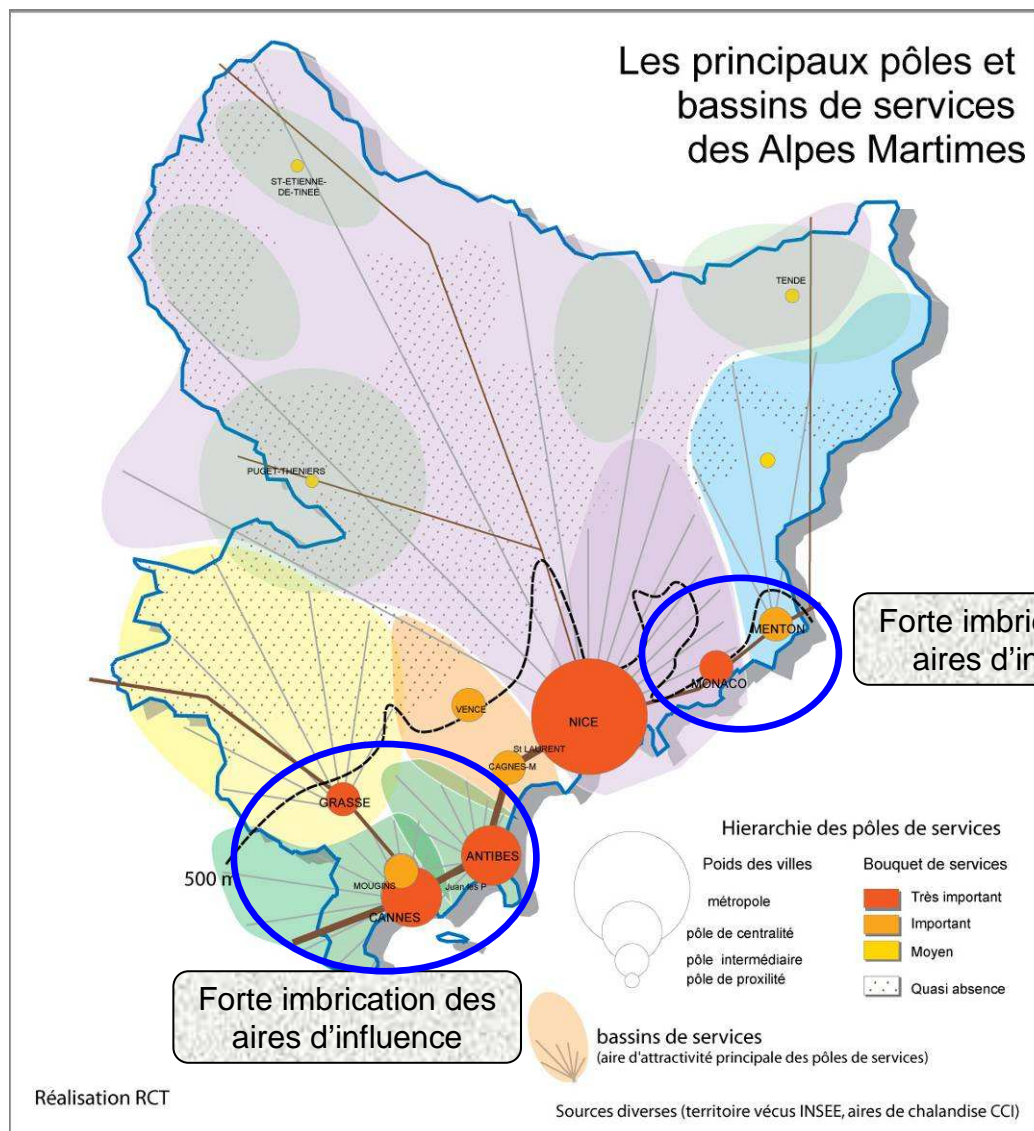 Les principaux pôles et
bassins de services
des Alpes Martimes
ST-ETIENNE-
DE-TINEE
TENDE
PUGET-THENIERS
MENTON
Forte imbric
aires d'in
MONACO
VENCE
NICE
St LAURENT
CAGNES-M
GRASSE
ANTIBES
500 m
MOUGINS
Juan les P
CANNES
Forte imbrication des
aires d'influence
Hierarchie des pôles de services
Poids des villes
métropole
pôle de centralité
pôle intermédiaire
pôle de proxilité
Bouquet de services
Très important
Important
Moyen
Quasi absence
bassins de services
(aire d'attractivité principale des pôles de services)
Réalisation RCT
Sources diverses (territoire vécus INSEE, aires de chalandise CCI)